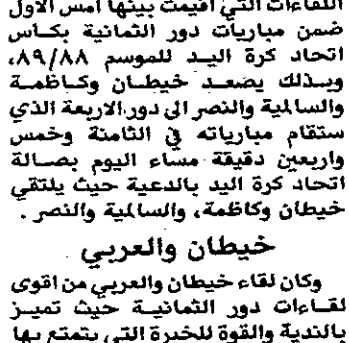 اللقاءات التي اقيمت بينها امس الاول
ضمن مباريات دور الثمانية بكاس
اتحاد كرة اليد للموسم ٨٩/٨٨،
وبذلك يصعد خيطان وكاظمة
والسالمية والنصر الى دور الاربعة الذي
ستقام مبارياته في الثامنة وخمس
واربعين دقيقة مساء اليوم بصالة
اتحاد كرة اليد بالدعية حيث يلتقي
خيطان وكاظمة، والسالمية والنصر.
خيطان والعربي
وكان لقاء خيطان والعربي من اقوى
لقاءات دور الثمانية حيث تميز
بالندية والقوة للخبرة التي يتمتع بها